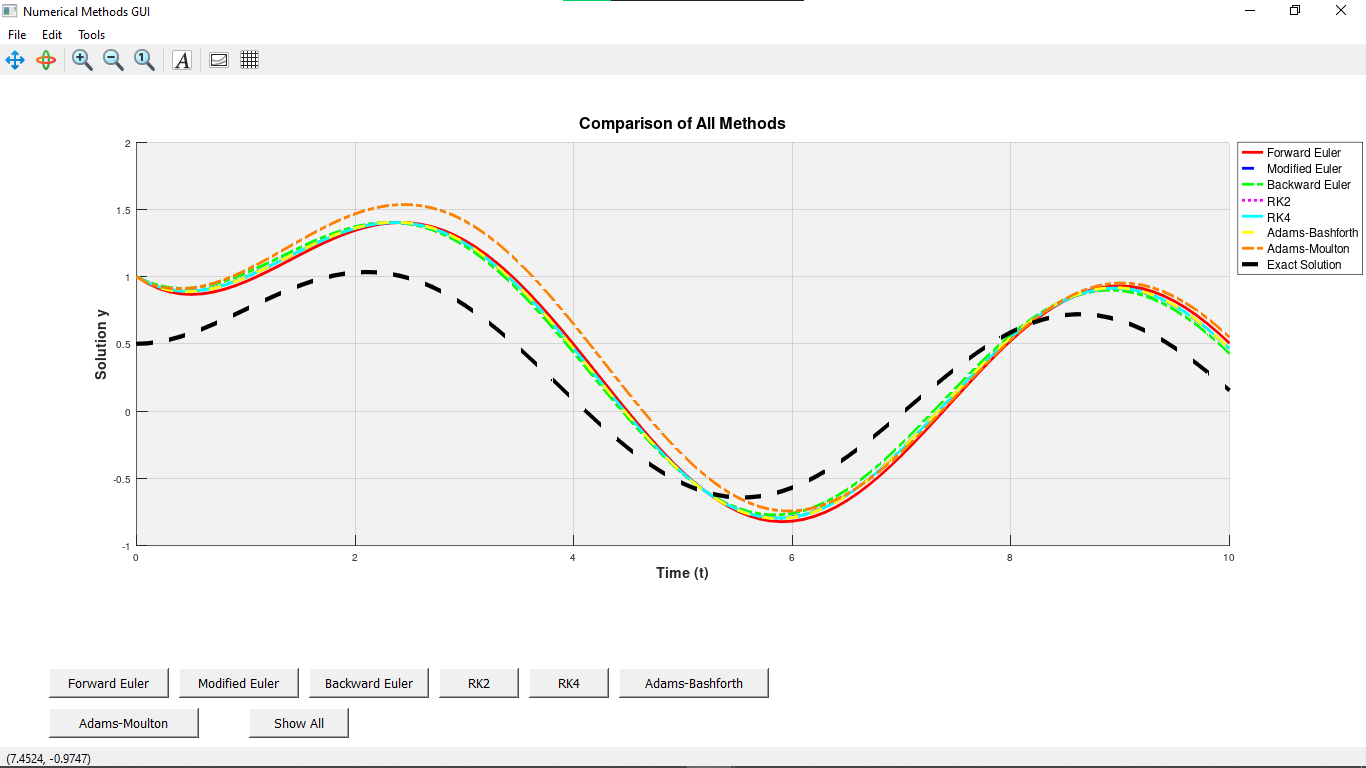 Numerical Methods GUI
File Edit Tools
1 A
Comparison of All Methods
2
1.5
1
0.5
0
-0.5
-1
Solution y
0 2 4 6 8 10
Time (t)
Forward Euler
Modified Euler
Backward Euler
RK2
RK4
Adams-Bashforth
Adams-Moulton
Exact Solution
Forward Euler Modified Euler Backward Euler RK2 RK4 Adams-Bashforth
Adams-Moulton Show All
(7.4524, -0.9747)